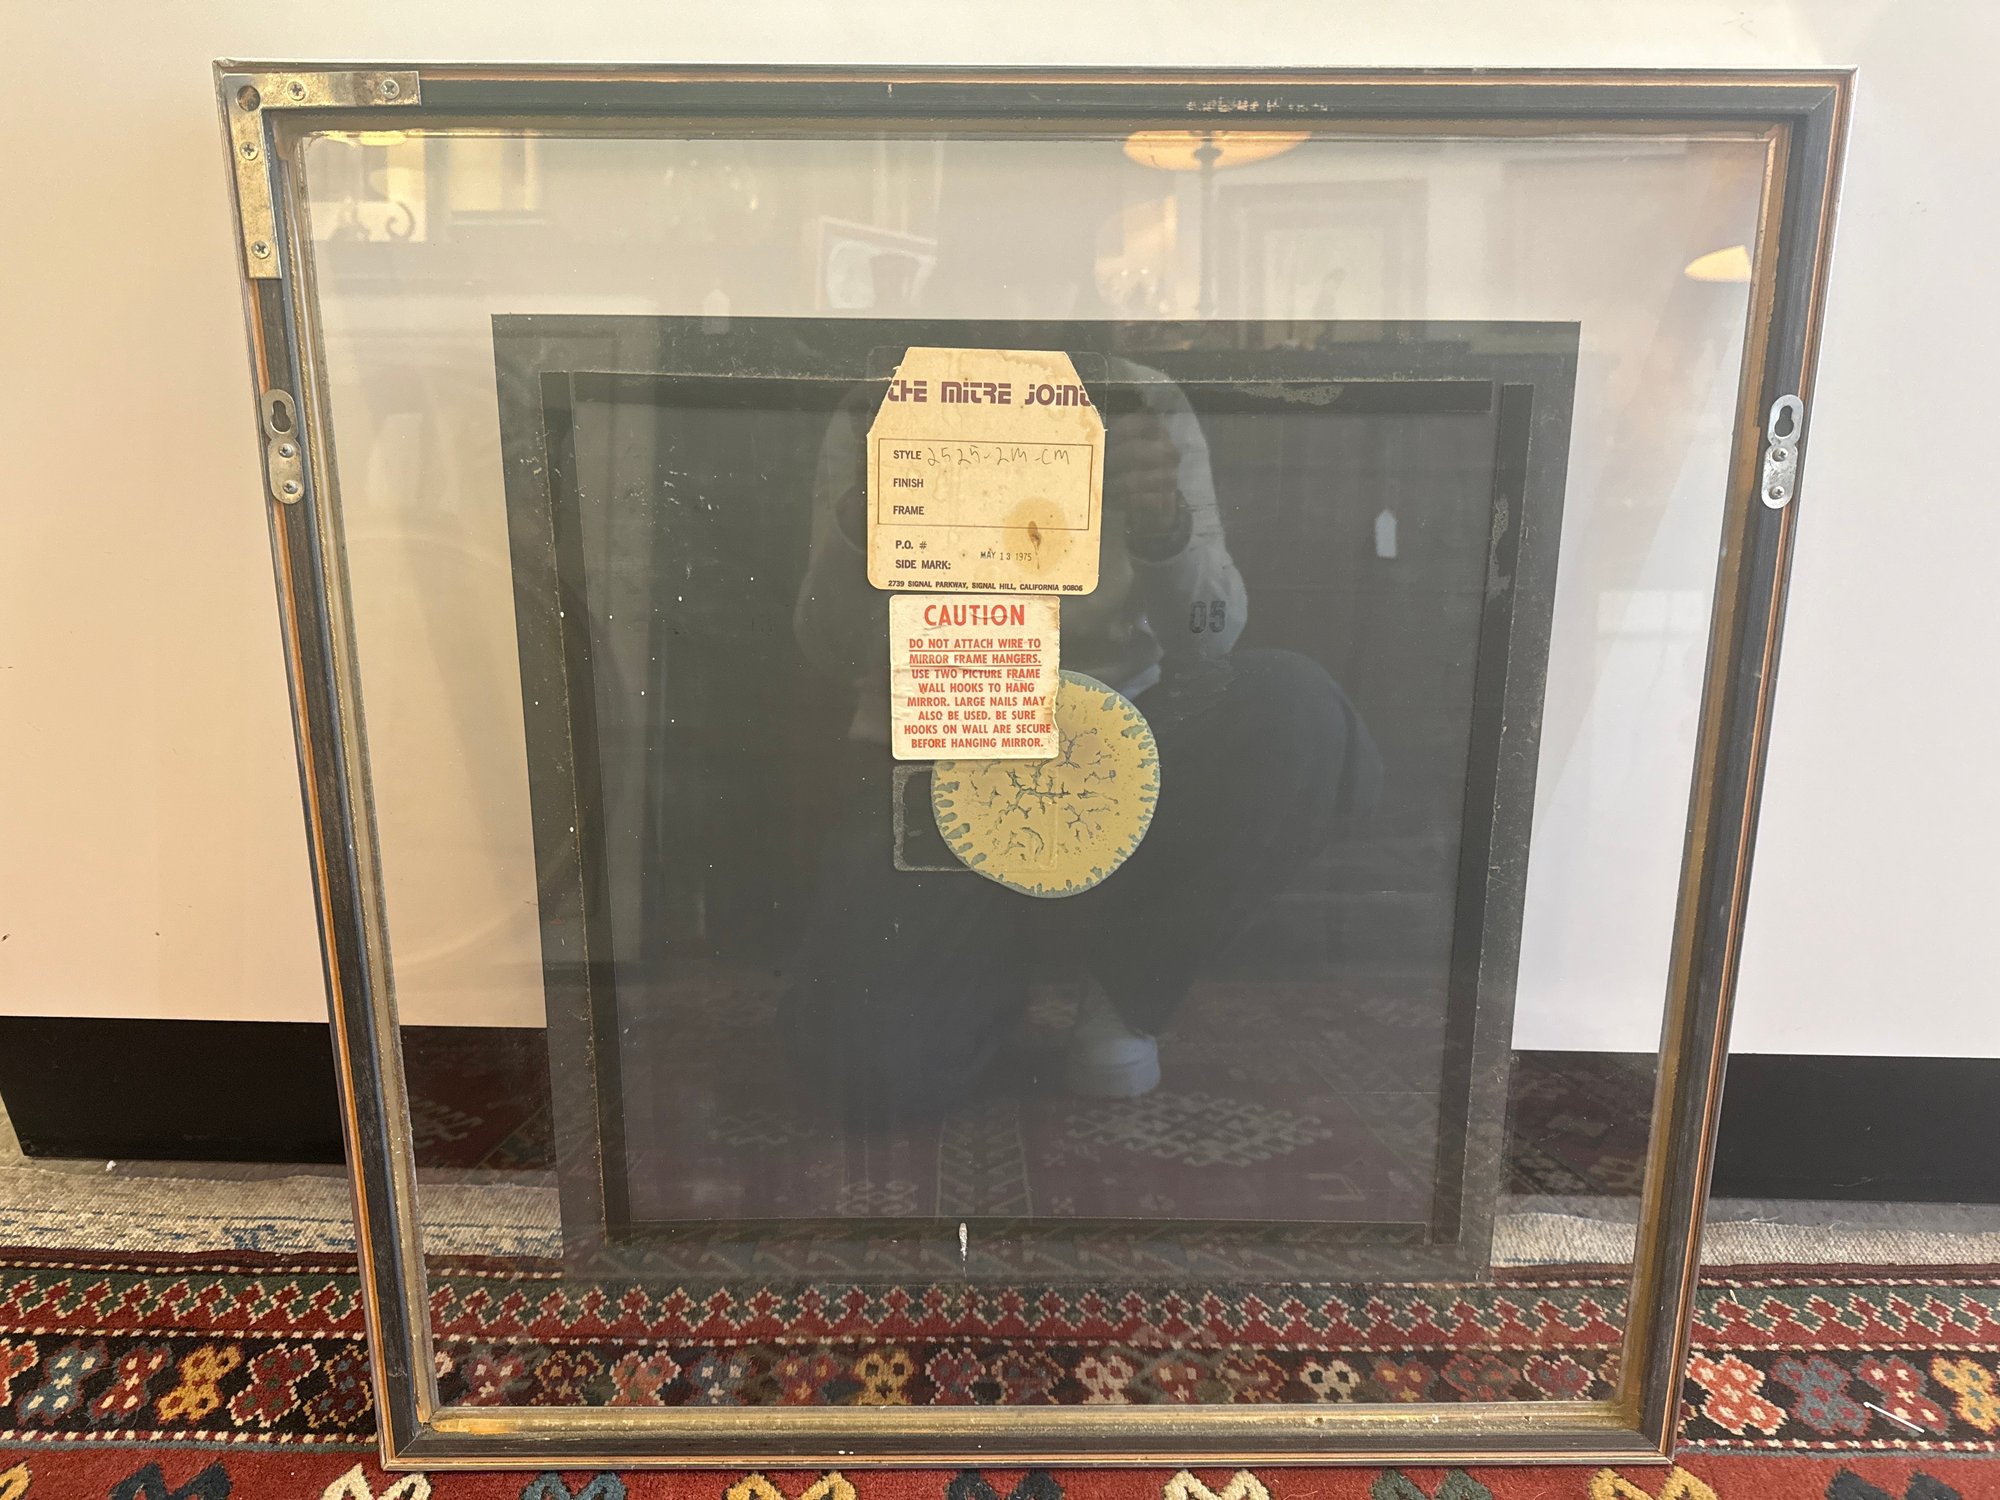 THE MITRE JOINT
STYLE 2525-2M-CM
FINISH
FRAME
P.O. #
MAY 13 1975
SIDE MARK:
2739 SIGNAL PARKWAY, SIGNAL HILL, CALIFORNIA 90806
CAUTION
DO NOT ATTACH WIRE TO
MIRROR FRAME HANGERS.
USE TWO PICTURE FRAME
WALL HOOKS TO HANG
MIRROR. LARGE NAILS MAY
ALSO BE USED. BE SURE
HOOKS ON WALL ARE SECURE
BEFORE HANGING MIRROR.
05